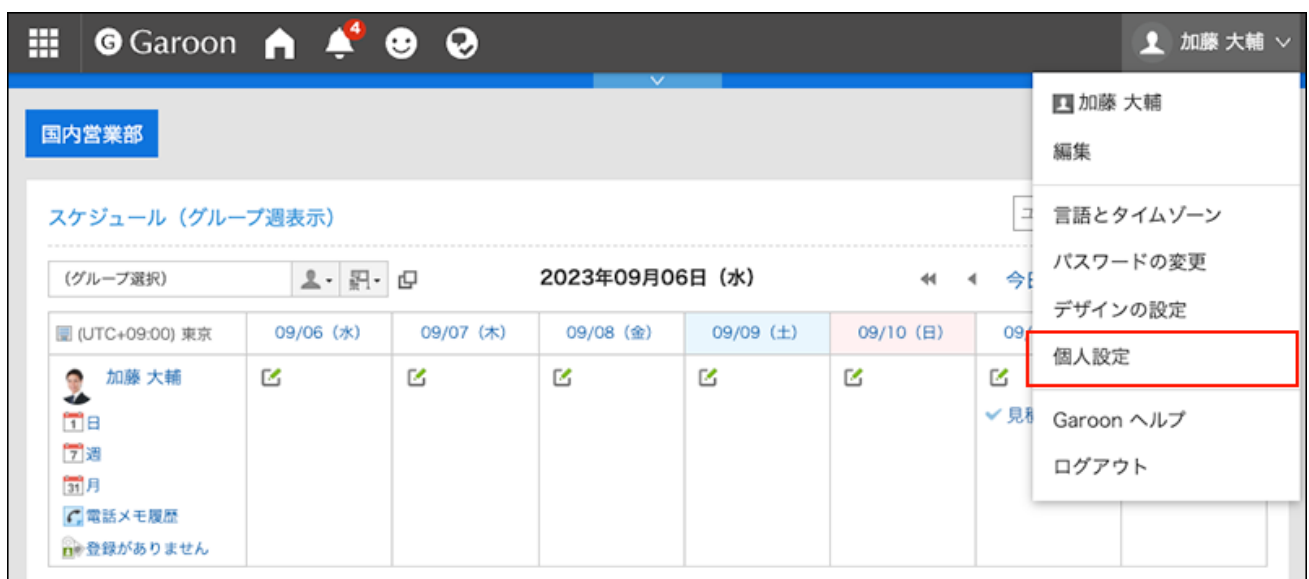 Garoon 4 加藤 大輔
加藤 大輔
編集
言語とタイムゾーン
パスワードの変更
デザインの設定
個人設定
Garoon ヘルプ
ログアウト
国内営業部
スケジュール（グループ週表示）
(グループ選択) 2023年09月06日（水）
(UTC+09:00) 東京 09/06（水） 09/07（木） 09/08（金） 09/09（土） 09/10（日） 09/
加藤 大輔
1 日
7 週
31 月
電話メモ履歴
登録がありません